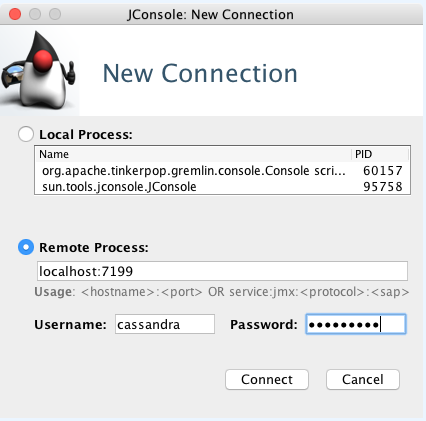 JConsole: New Connection
New Connection
Local Process:
Name PID
org.apache.tinkerpop.gremlin.console.Console scri... 60157
sun.tools.jconsole.JConsole 95758
Remote Process:
localhost:7199
Usage: <hostname>:<port> OR service:jmx:<protocol>:<sap>
Username: cassandra Password: •••••••••
Connect Cancel